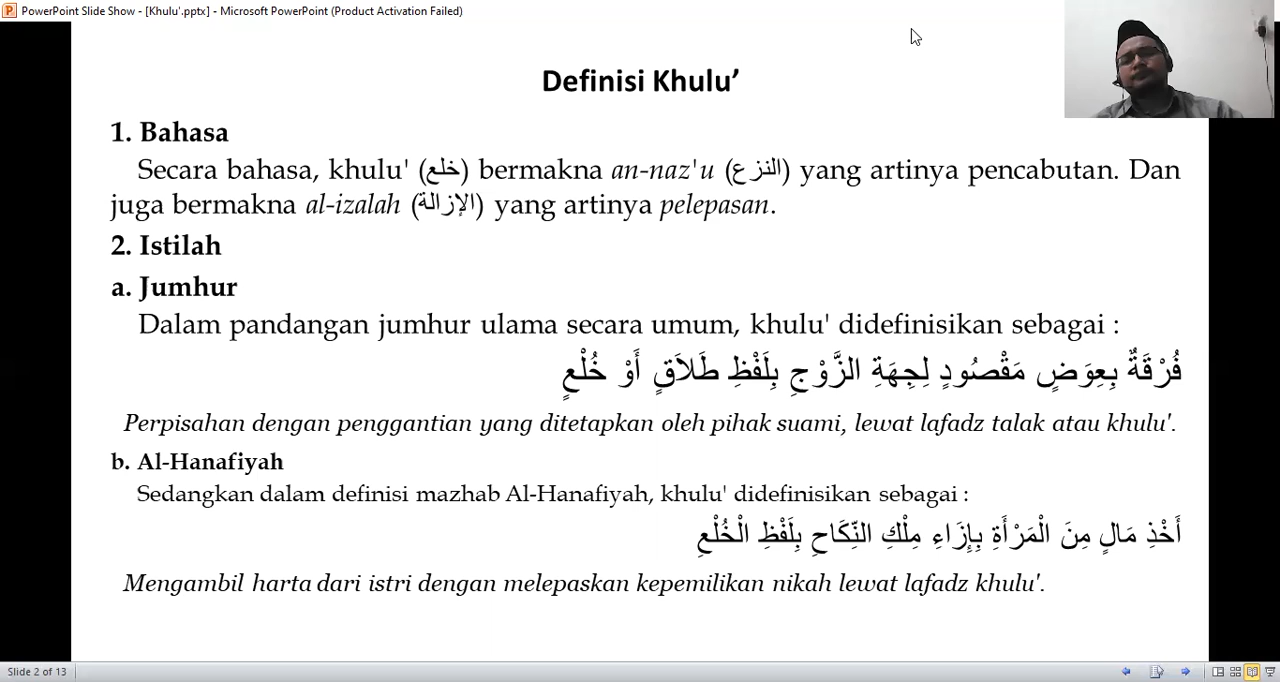 PowerPoint Slide Show - [Khulu'.pptx] - Microsoft PowerPoint (Product Activation Failed)
Definisi Khulu’
1. Bahasa
Secara bahasa, khulu' (خلع) bermakna an-naz'u (النزع) yang artinya pencabutan. Dan
juga bermakna al-izalah (الإزالة) yang artinya pelepasan.
2. Istilah
a. Jumhur
Dalam pandangan jumhur ulama secara umum, khulu' didefinisikan sebagai :
فُرْقَةٌ بِعِوَضٍ مَقْصُودٍ لِجِهَةِ الزَّوْجِ بِلَفْظِ طَلاَقٍ أَوْ خُلْعٍ
Perpisahan dengan penggantian yang ditetapkan oleh pihak suami, lewat lafadz talak atau khulu'.
b. Al-Hanafiyah
Sedangkan dalam definisi mazhab Al-Hanafiyah, khulu' didefinisikan sebagai :
أَخْذِ مَالٍ مِنَ الْمَرْأَةِ بِإِزَاءِ مِلْكِ النِّكَاحِ بِلَفْظِ الْخُلْعِ
Mengambil harta dari istri dengan melepaskan kepemilikan nikah lewat lafadz khulu'.
Slide 2 of 13